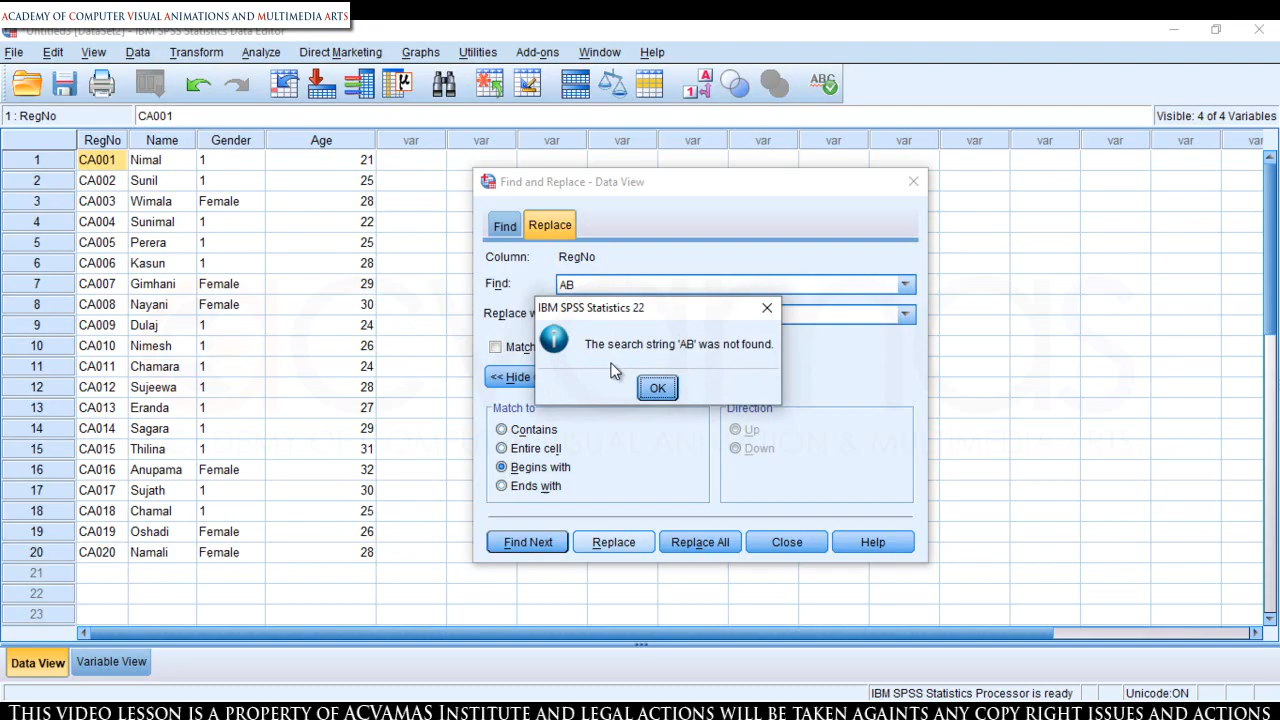 ACADEMY OF COMPUTER VISUAL ANIMATIONS AND MULTIMEDIA ARTS
*Untitled3 [DataSet2] - IBM SPSS Statistics Data Editor
File Edit View Data Transform Analyze Direct Marketing Graphs Utilities Add-ons Window Help
1 : RegNo CA001 Visible: 4 of 4 Variables
RegNo Name Gender Age var var var var var var var var var var var var var
1 CA001 Nimal 1 21
2 CA002 Sunil 1 25
3 CA003 Wimala Female 28
4 CA004 Sunimal 1 22
5 CA005 Perera 1 25
6 CA006 Kasun 1 28
7 CA007 Gimhani Female 29
8 CA008 Nayani Female 30
9 CA009 Dulaj 1 24
10 CA010 Nimesh 1 26
11 CA011 Chamara 1 24
12 CA012 Sujeewa 1 28
13 CA013 Eranda 1 27
14 CA014 Sagara 1 29
15 CA015 Thilina 1 31
16 CA016 Anupama Female 32
17 CA017 Sujath 1 30
18 CA018 Chamal 1 25
19 CA019 Oshadi Female 26
20 CA020 Namali Female 28
21
22
23
Find and Replace - Data View
Find Replace
Column: RegNo
Find: AB
Replace w
Match
<< Hide
IBM SPSS Statistics 22
The search string 'AB' was not found.
OK
Match to
Contains
Entire cell
Begins with
Ends with
Direction
Up
Down
Find Next Replace Replace All Close Help
Data View Variable View
IBM SPSS Statistics Processor is ready Unicode:ON
THIS VIDEO LESSON IS A PROPERTY OF ACVAMAS INSTITUTE AND LEGAL ACTIONS WILL BE TAKEN AGAINTS ANY COPY RIGHT ISSUES AND ACTIONS